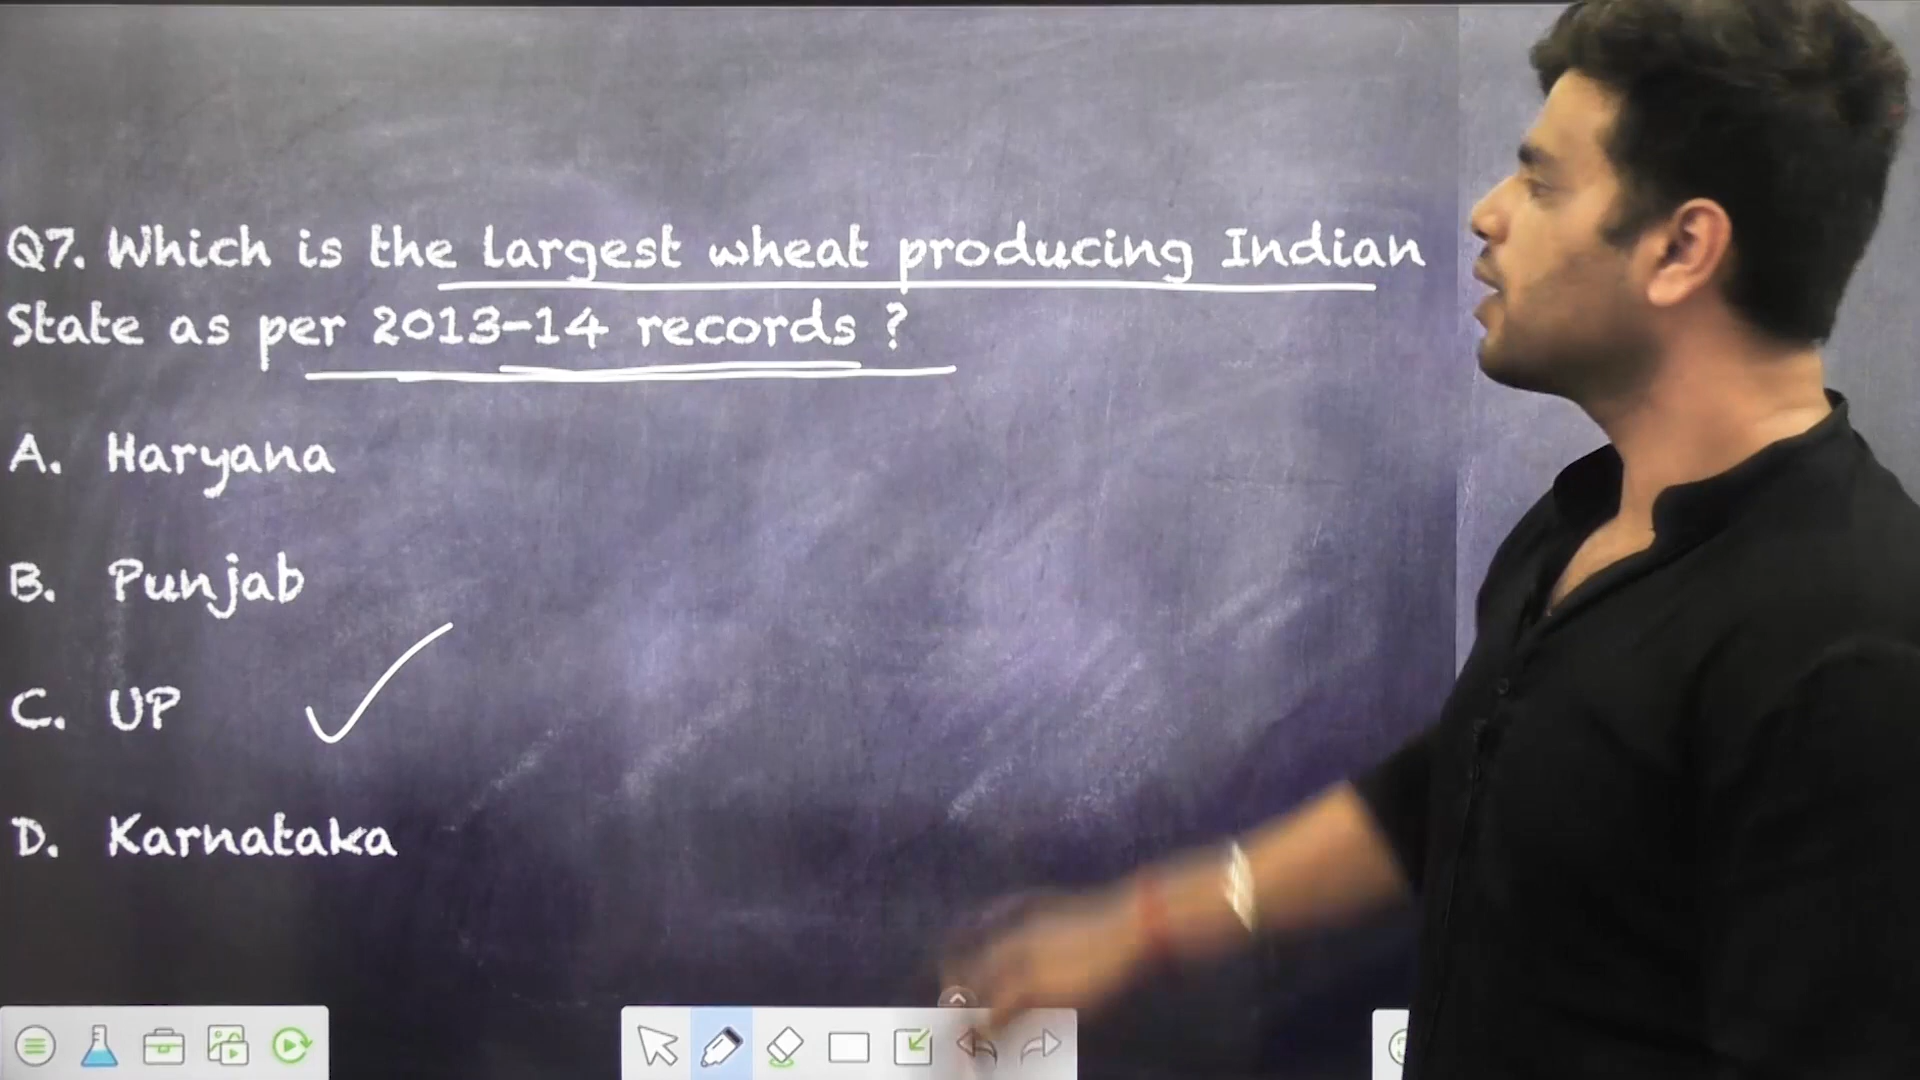 Q7. Which is the largest wheat producing Indian
State as per 2013-14 records ?
A. Haryana
B. Punjab
C. UP
D. Karnataka